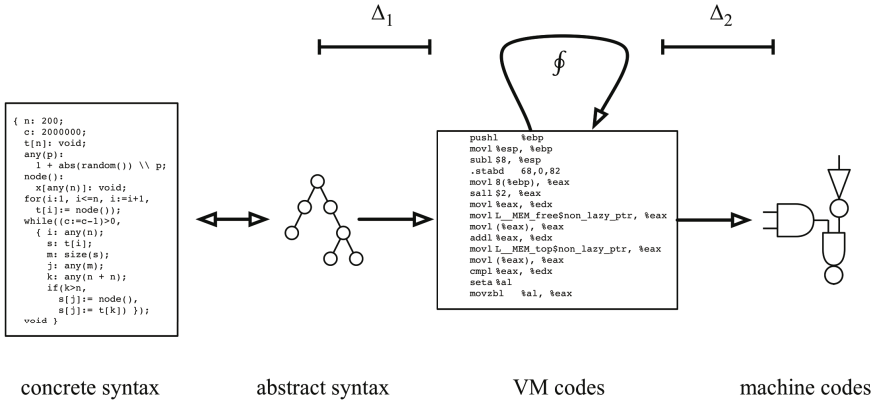 Δ1
Δ2
∮
{ n: 200;
c: 2000000;
t[n]: void;
any(p):
1 + abs(random()) \\ p;
node():
x[any(n)]: void;
for(i:1, i<=n, i:=i+1,
t[i]:= node());
while((c:=c-1)>0,
{ i: any(n);
s: t[i];
m: size(s);
j: any(m);
k: any(n + n);
if(k>n,
s[j]:= node(),
s[j]:= t[k]) });
void }
pushl %ebp
movl %esp, %ebp
subl $8, %esp
.stabd 68,0,82
movl 8(%ebp), %eax
sall $2, %eax
movl %eax, %edx
movl L__MEM_free$non_lazy_ptr, %eax
movl (%eax), %eax
addl %eax, %edx
movl L__MEM_top$non_lazy_ptr, %eax
movl (%eax), %eax
cmpl %eax, %edx
seta %al
movzbl %al, %eax
concrete syntax abstract syntax VM codes machine codes